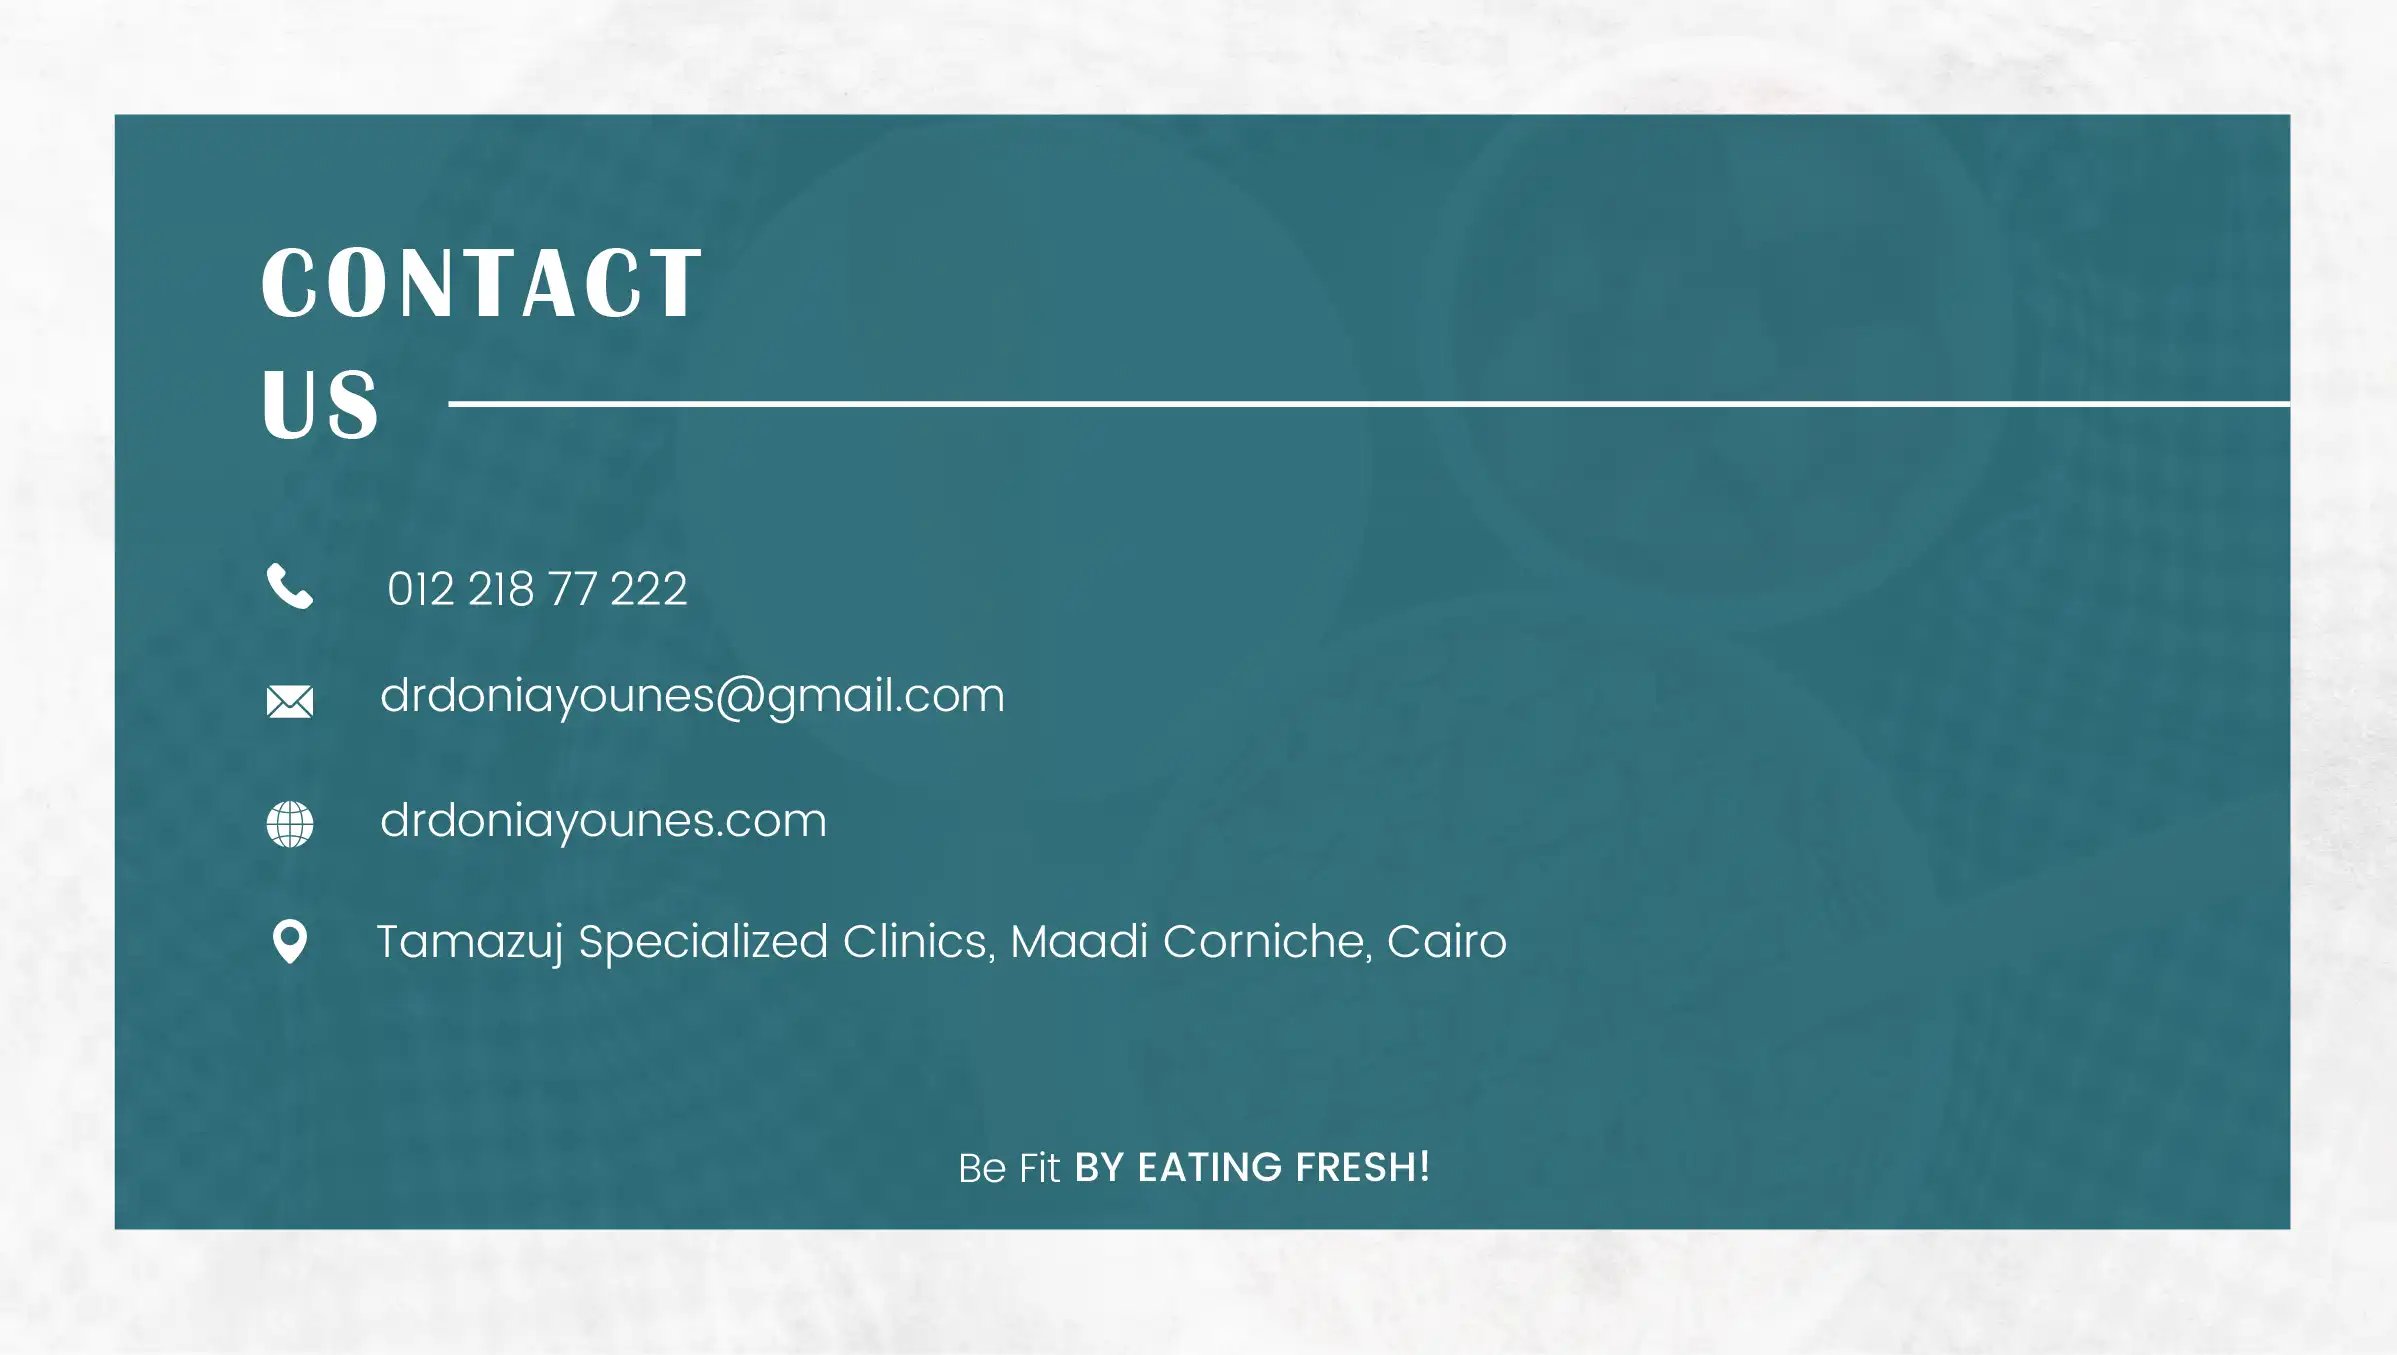 CONTACT
US
012 218 77 222
drdoniayounes@gmail.com
drdoniayounes.com
Tamazuj Specialized Clinics, Maadi Corniche, Cairo
Be Fit BY EATING FRESH!